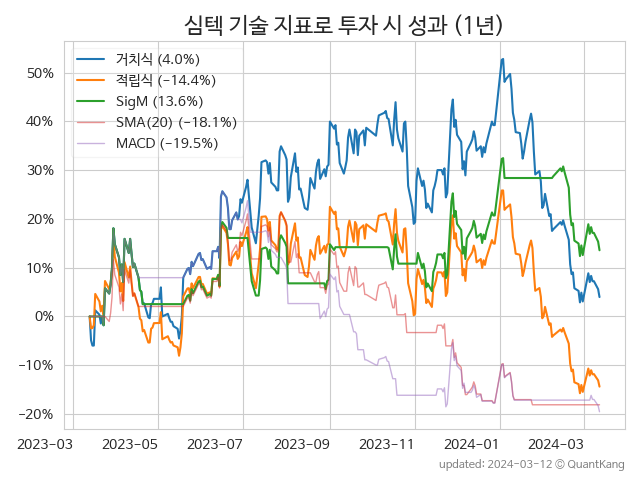 심텍 기술 지표로 투자 시 성과 (1년)
거치식 (4.0%)
적립식 (−14.4%)
SigM (13.6%)
SMA(20) (−18.1%)
MACD (−19.5%)
50%
40%
30%
20%
10%
0%
−10%
−20%
2023-03 2023-05 2023-07 2023-09 2023-11 2024-01 2024-03
updated: 2024-03-12 © QuantKang